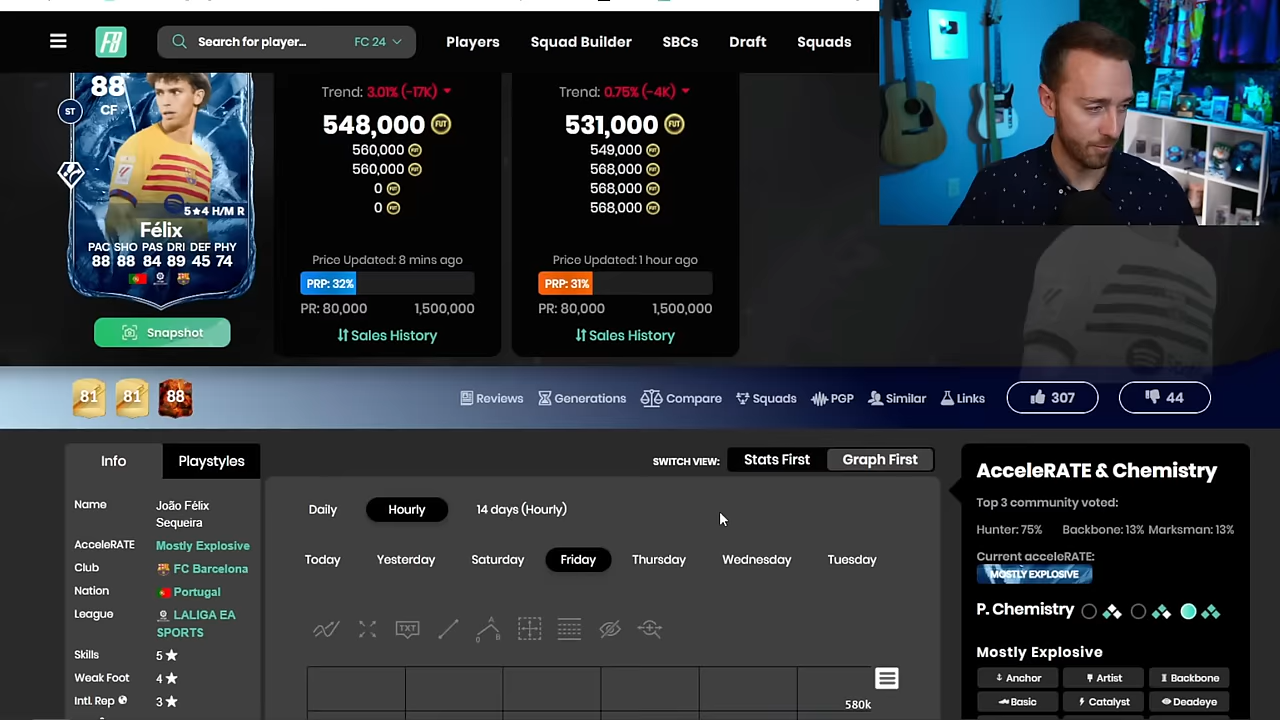 FB
Search for player...
FC 24
Players
Squad Builder
SBCs
Draft
Squads
88
CF
ST
5★4 H/M R
Félix
PAC SHO PAS DRI DEF PHY
88 88 84 89 45 74
Snapshot
Trend: 3.01% (-17K)
548,000
560,000
560,000
0
0
Price Updated: 8 mins ago
PRP: 32%
PR: 80,000
1,500,000
Sales History
Trend: 0.75% (-4K)
531,000
549,000
568,000
568,000
568,000
Price Updated: 1 hour ago
PRP: 31%
PR: 80,000
1,500,000
Sales History
81
81
88
Reviews
Generations
Compare
Squads
PGP
Similar
Links
307
44
Info
Playstyles
SWITCH VIEW:
Stats First
Graph First
Name
João Félix
Sequeira
AcceleRATE
Mostly Explosive
Club
FC Barcelona
Nation
Portugal
League
LALIGA EA
SPORTS
Skills
5 ★
Weak Foot
4 ★
Intl. Rep
3 ★
Daily
Hourly
14 days (Hourly)
Today
Yesterday
Saturday
Friday
Thursday
Wednesday
Tuesday
TXT
580k
AcceleRATE & Chemistry
Top 3 community voted:
Hunter: 75%
Backbone: 13%
Marksman: 13%
Current acceleRATE:
MOSTLY EXPLOSIVE
P. Chemistry
Mostly Explosive
Anchor
Artist
Backbone
Basic
Catalyst
Deadeye